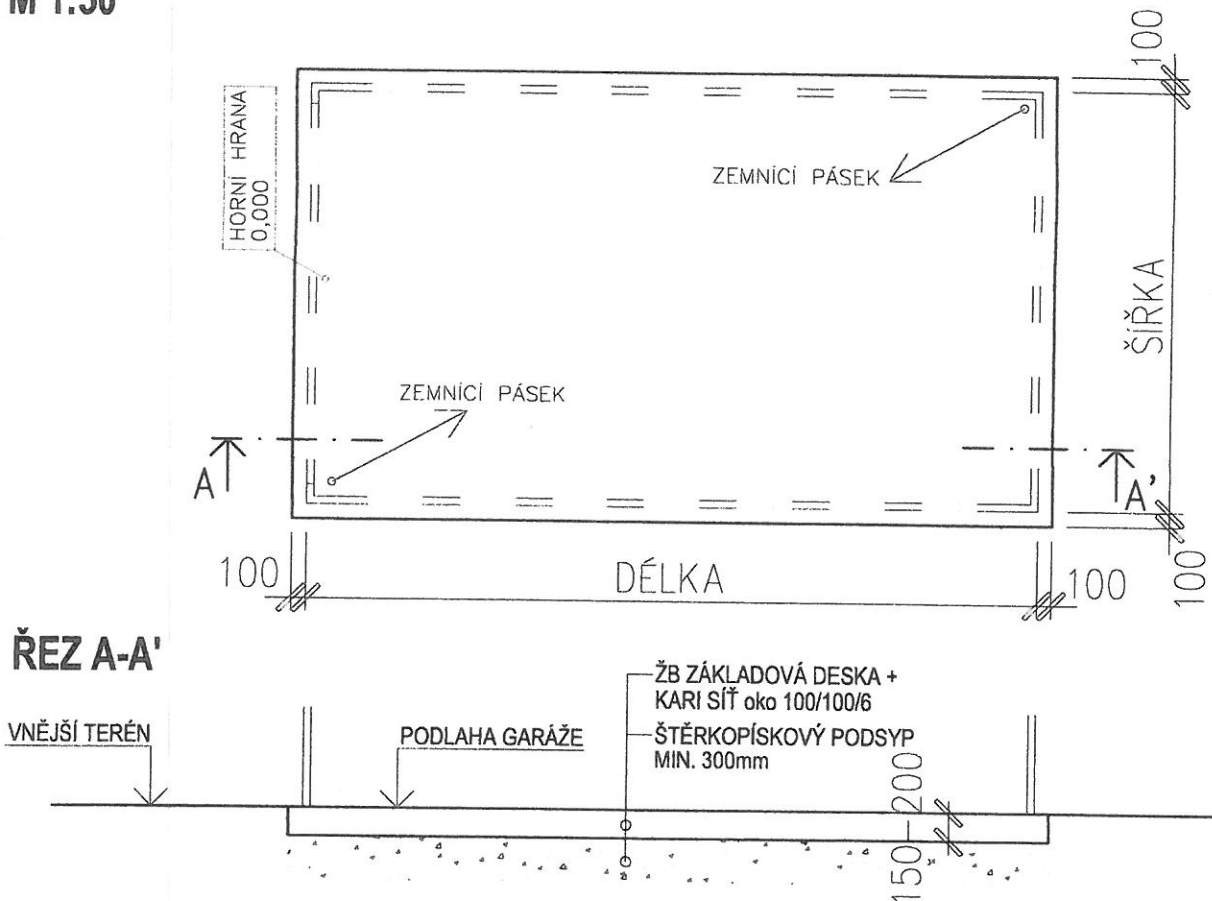 M 1:50
100
HORNÍ HRANA
0,000
ZEMNÍCÍ PÁSEK
ŠÍŘKA
ZEMNÍCÍ PÁSEK
A
A'
100
DÉLKA
100
100
ŘEZ A-A'
ŽB ZÁKLADOVÁ DESKA +
KARI SÍŤ oko 100/100/6
VNĚJŠÍ TERÉN
PODLAHA GARÁŽE
ŠTĚRKOPÍSKOVÝ PODSYP
MIN. 300mm
150-200